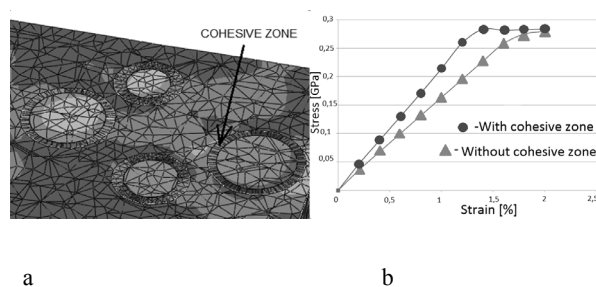 COHESIVE ZONE
Stress [GPa]
0,3
0,25
0,2
0,15
0,1
0,05
-With cohesive zone
- Without cohesive zone
0
0,5
1
1,5
2
2,5
Strain [%]
a
b